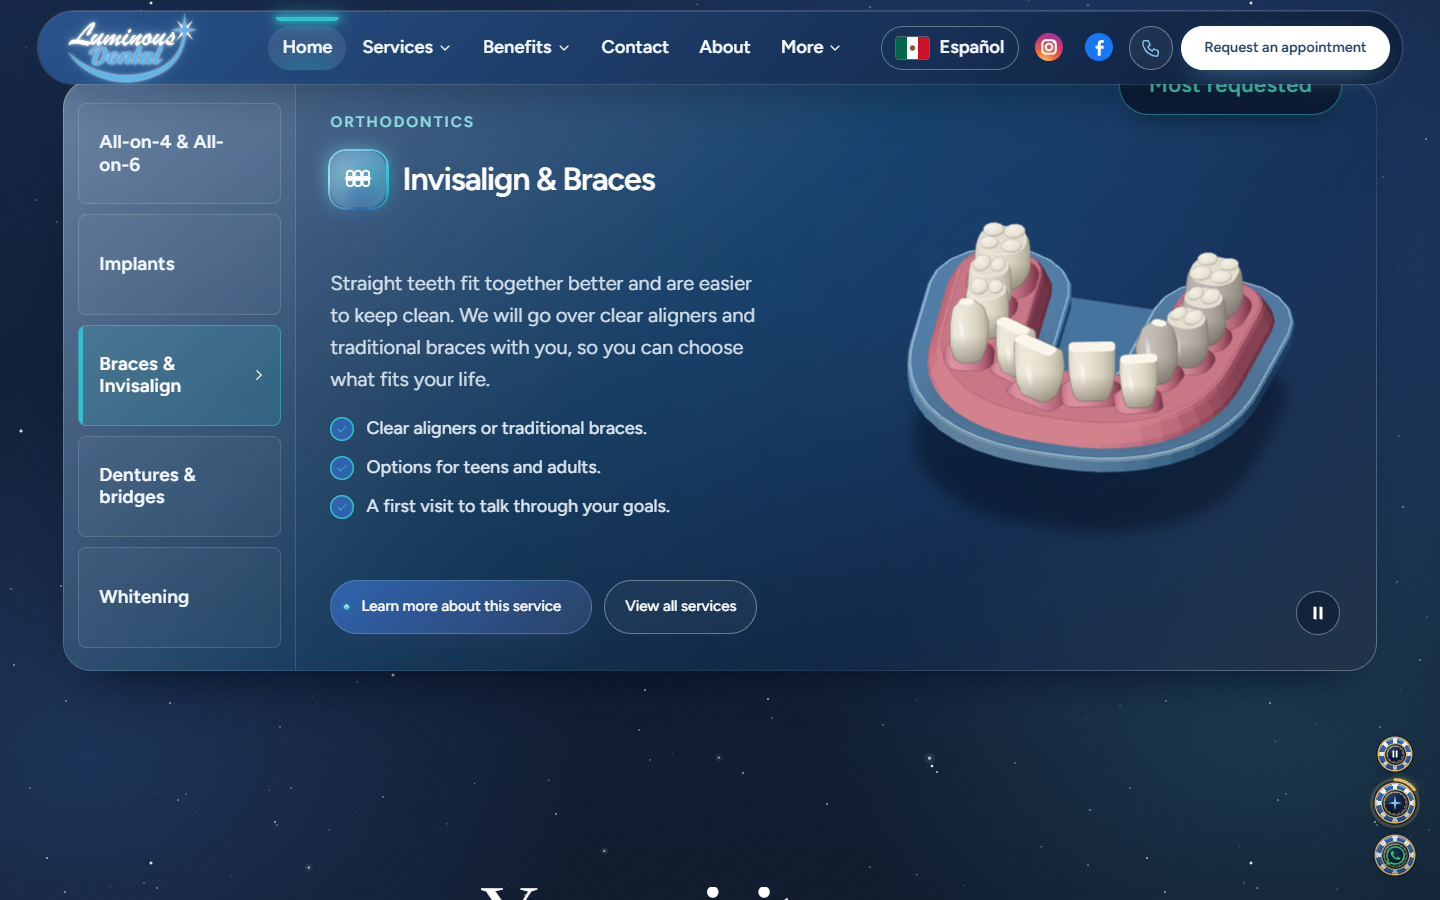 Luminous
Dental
Home
Services
Benefits
Contact
About
More
Español
Request an appointment
Most requested
All-on-4 & All-
on-6
Implants
Braces &
Invisalign
Dentures &
bridges
Whitening
ORTHODONTICS
Invisalign & Braces
Straight teeth fit together better and are easier
to keep clean. We will go over clear aligners and
traditional braces with you, so you can choose
what fits your life.
Clear aligners or traditional braces.
Options for teens and adults.
A first visit to talk through your goals.
Learn more about this service
View all services